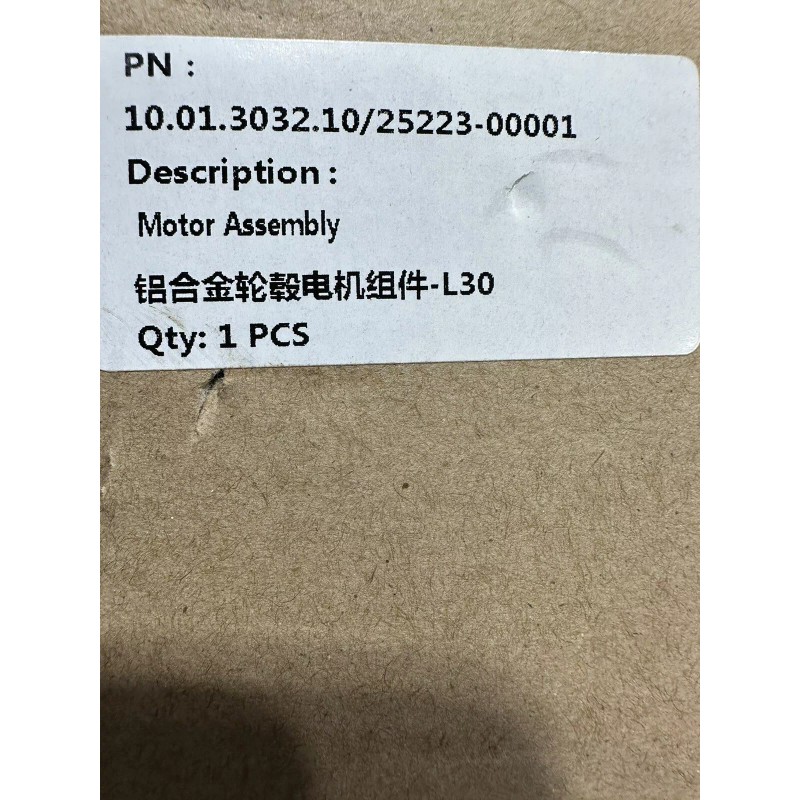 PN :
10.01.3032.10/25223-00001
Description :
Motor Assembly
铝合金轮毂电机组件-L30
Qty: 1 PCS